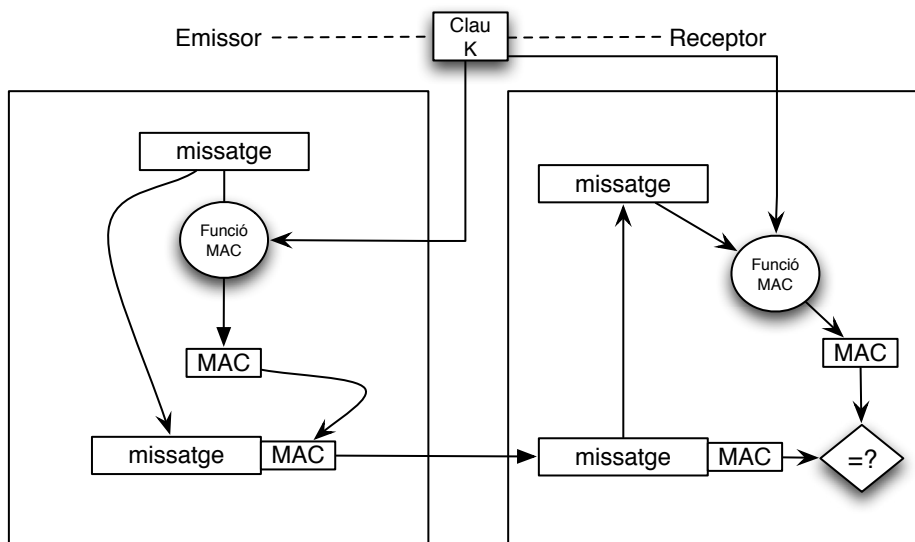 Emissor
Clau
K
Receptor
missatge
Funció
MAC
MAC
missatge
MAC
missatge
Funció
MAC
MAC
missatge
MAC
=?